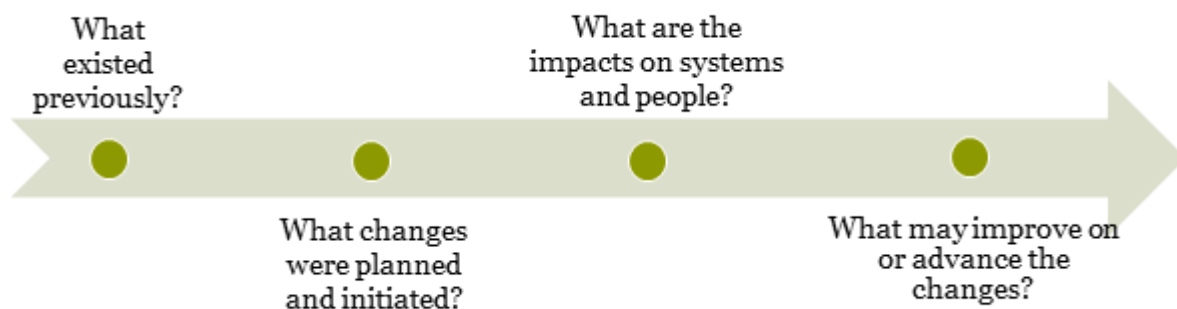 What
existed
previously?
What changes
were planned
and initiated?
What are the
impacts on systems
and people?
What may improve on
or advance the
changes?